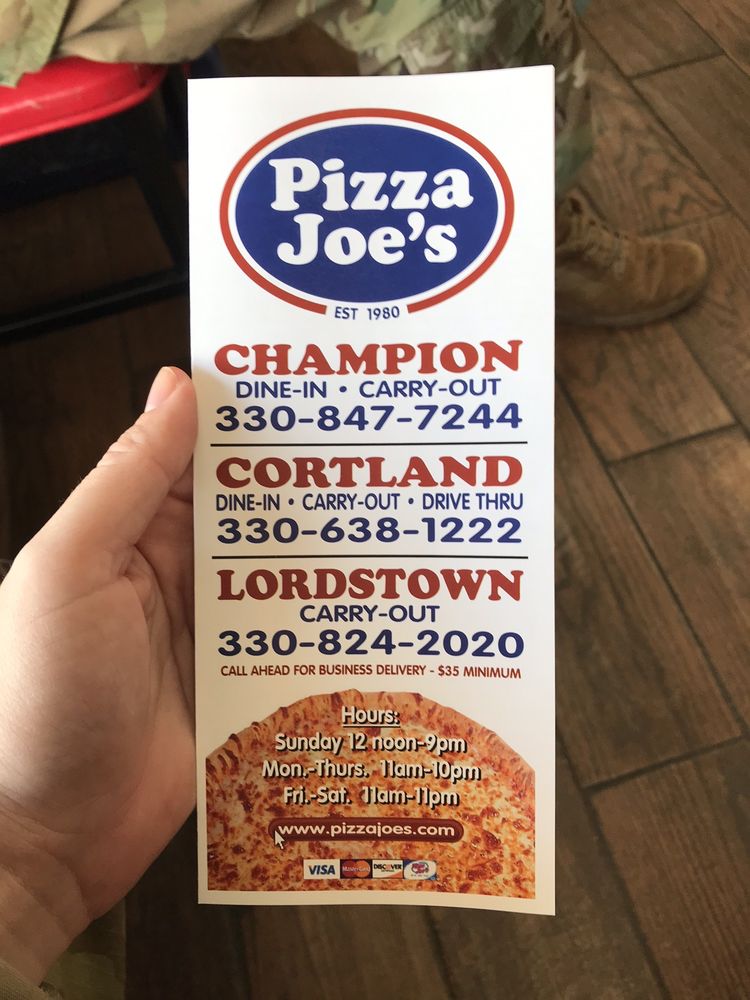 Pizza
Joe's
EST 1980
CHAMPION
DINE-IN • CARRY-OUT
330-847-7244
CORTLAND
DINE-IN • CARRY-OUT • DRIVE THRU
330-638-1222
LORDSTOWN
CARRY-OUT
330-824-2020
CALL AHEAD FOR BUSINESS DELIVERY - $35 MINIMUM
Hours:
Sunday 12 noon-9pm
Mon.-Thurs. 11am-10pm
Fri.-Sat. 11am-11pm
www.pizzajoes.com
VISA MasterCard DISCOVER